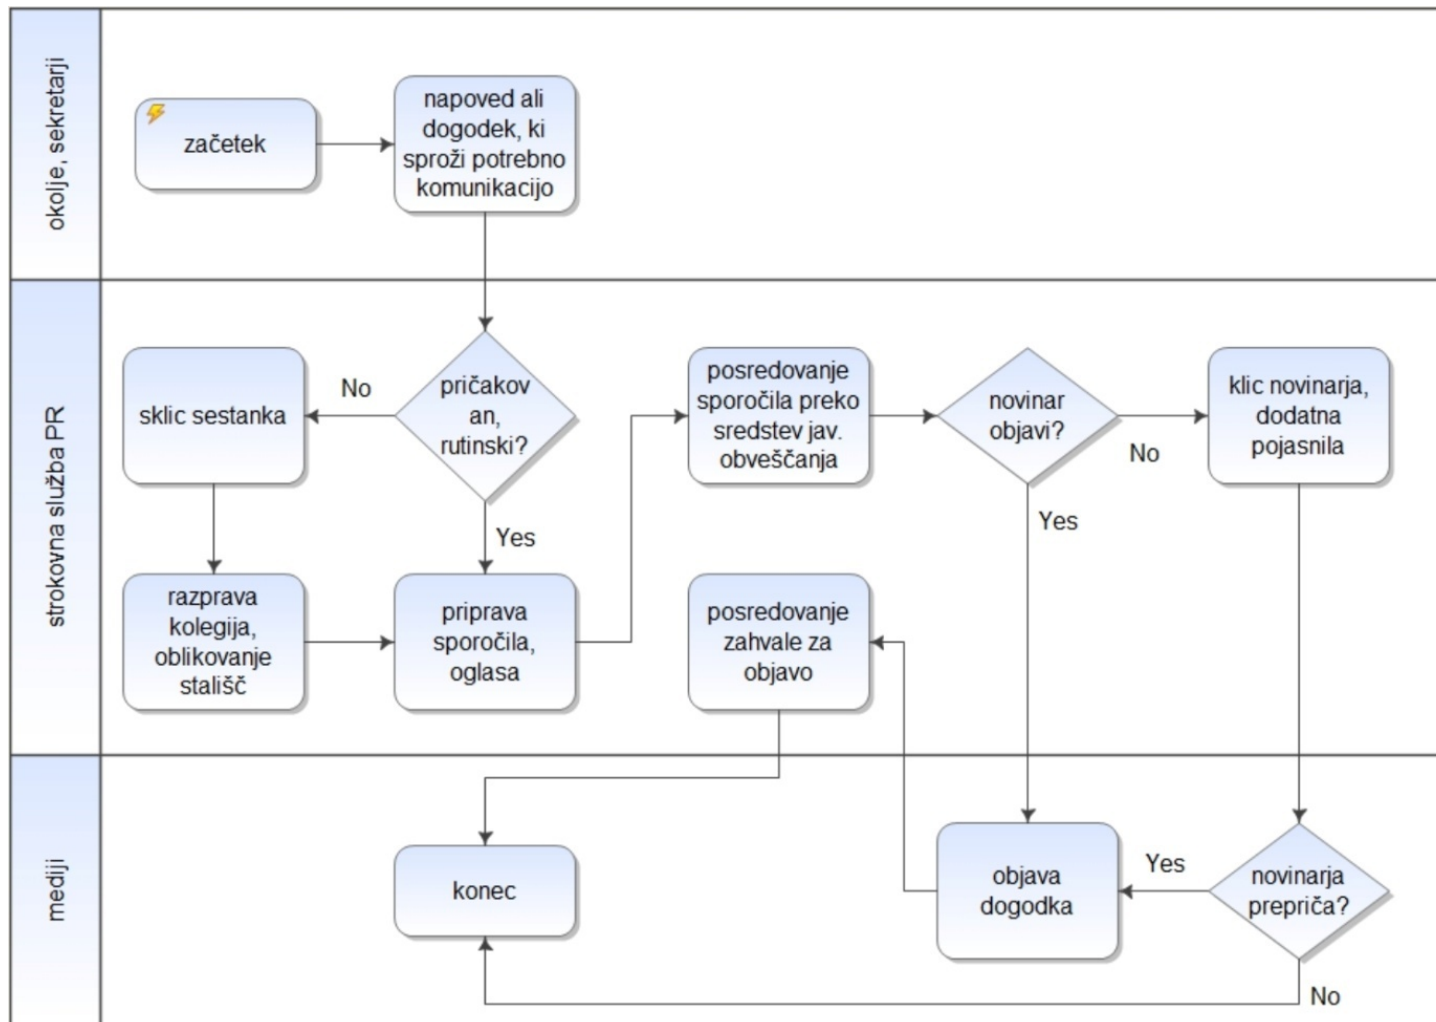 okolje, sekretarji
začetek
napoved ali
dogodek, ki
sproži potrebno
komunikacijo
strokovna služba PR
sklic sestanka
No
pričakov
an,
rutinski?
Yes
posredovanje
sporočila preko
sredstev jav.
obveščanja
novinar
objavi?
No
Yes
klic novinarja,
dodatna
pojasnila
razprava
kolegija,
oblikovanje
stališč
priprava
sporočila,
oglasa
posredovanje
zahvale za
objavo
mediji
konec
objava
dogodka
Yes
novinarja
prepriča?
No